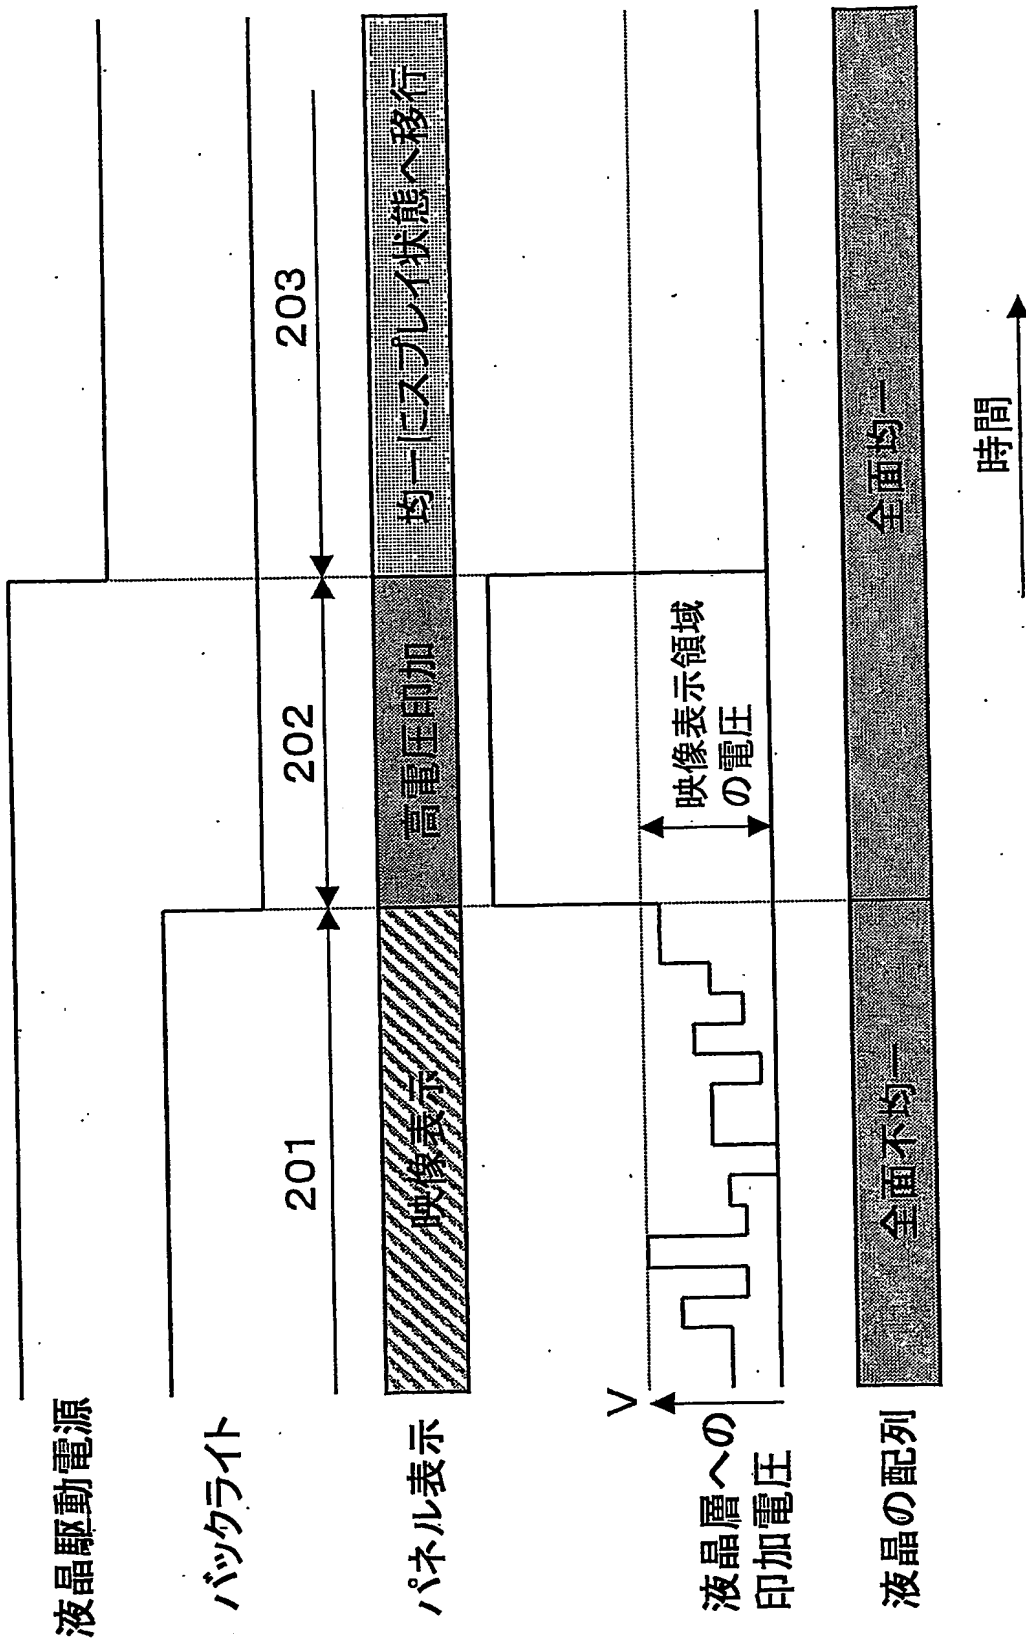 液晶駆動電源
バックライト
201
202
203
パネル表示
映像表示
高電圧印加
均一にスプレイ状態へ移行
V
液晶層への
印加電圧
映像表示領域
の電圧
液晶の配列
全面不均一
全面均一
時間